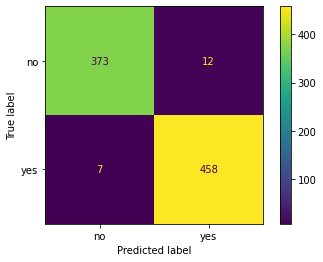 no
373
12
True label
yes
7
458
no
yes
Predicted label
400
300
200
100